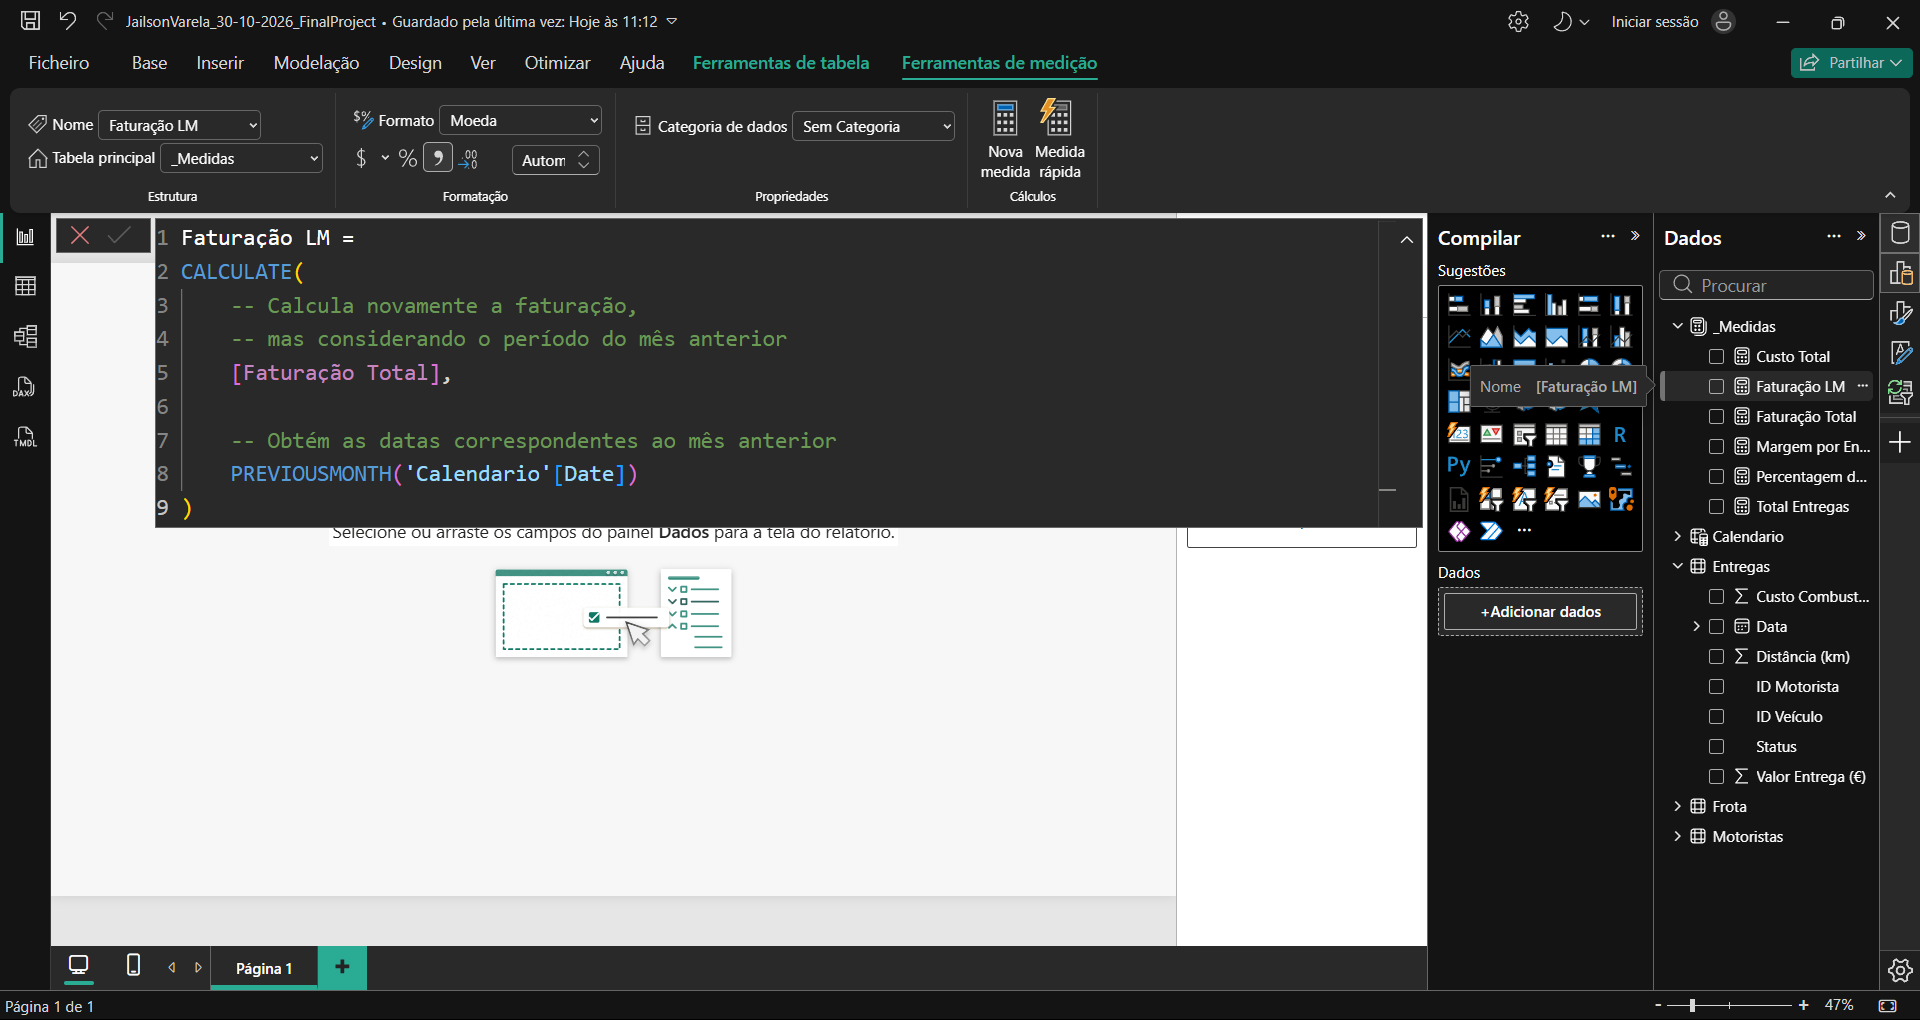 JailsonVarela_30-10-2026_FinalProject • Guardado pela última vez: Hoje às 11:12
Iniciar sessão
Ficheiro
Base
Inserir
Modelação
Design
Ver
Otimizar
Ajuda
Ferramentas de tabela
Ferramentas de medição
Partilhar
Nome
Faturação LM
Tabela principal
_Medidas
Estrutura
Formato
Moeda
$
%
Autom
Formatação
Categoria de dados
Sem Categoria
Propriedades
Nova medida
Medida rápida
Cálculos
1 Faturação LM =
2 CALCULATE(
3 -- Calcula novamente a faturação,
4 -- mas considerando o período do mês anterior
5 [Faturação Total],
6
7 -- Obtém as datas correspondentes ao mês anterior
8 PREVIOUSMONTH('Calendario'[Date])
9 )
Selecione ou arraste os campos do painel Dados para a tela do relatório.
DAX
TMDL
Compilar
Sugestões
Nome [Faturação LM]
123
R
Py
Dados
+Adicionar dados
Dados
Procurar
_Medidas
Custo Total
Faturação LM
Faturação Total
Margem por En...
Percentagem d...
Total Entregas
Calendario
Entregas
Custo Combust...
Data
Distância (km)
ID Motorista
ID Veículo
Status
Valor Entrega (€)
Frota
Motoristas
Página 1
Página 1 de 1
- + 47%